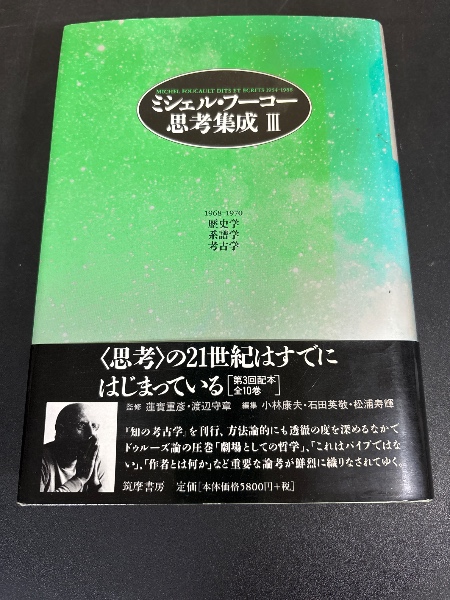 MICHEL FOUCAULT DITS ET ECRITS 1954-1988
ミシェル・フーコー
思考集成 III
1968-1970
歴史学
系譜学
考古学
〈思考〉の21世紀はすでに
はじまっている[第3回配本 全10巻]
監修 蓮實重彦・渡辺守章 編集 小林康夫・石田英敬・松浦寿輝
『知の考古学』を刊行、方法論的にも透徹の度を深めるなかで
ドゥルーズ論の圧巻「劇場としての哲学」、「これはパイプではな
い」、「作者とは何か」など重要な論考が鮮烈に織りなされてゆく。
筑摩書房 定価[本体価格5800円+税]